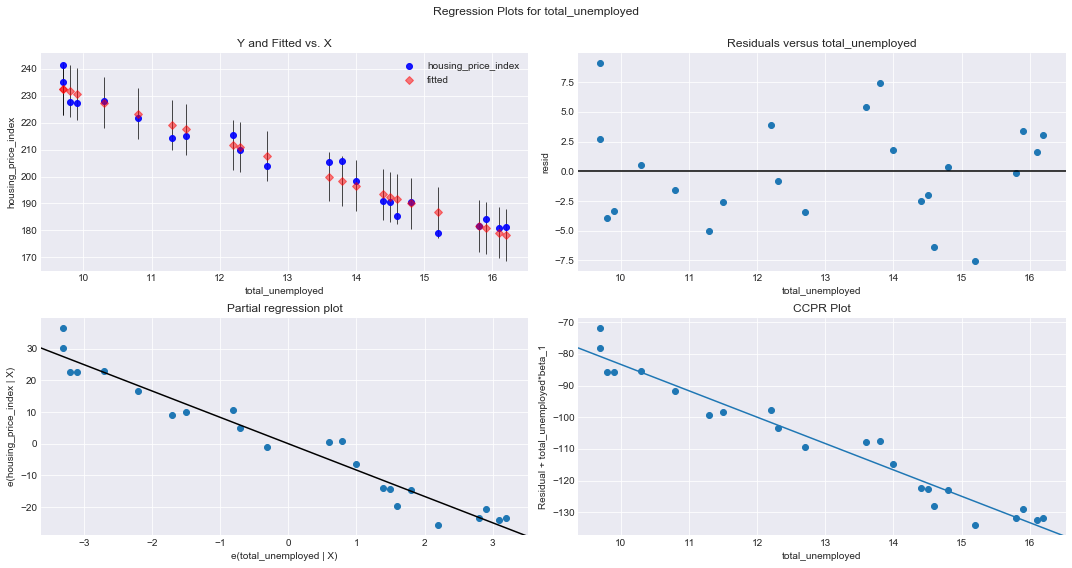 Regression Plots for total_unemployed
Y and Fitted vs. X
housing_price_index
fitted
housing_price_index
240
230
220
210
200
190
180
170
10 11 12 13 14 15 16
total_unemployed
Residuals versus total_unemployed
resid
7.5
5.0
2.5
0.0
−2.5
−5.0
−7.5
10 11 12 13 14 15 16
total_unemployed
Partial regression plot
e(housing_price_index | X)
30
20
10
0
−10
−20
−3 −2 −1 0 1 2 3
e(total_unemployed | X)
CCPR Plot
Residual + total_unemployed*beta_1
−70
−80
−90
−100
−110
−120
−130
10 11 12 13 14 15 16
total_unemployed